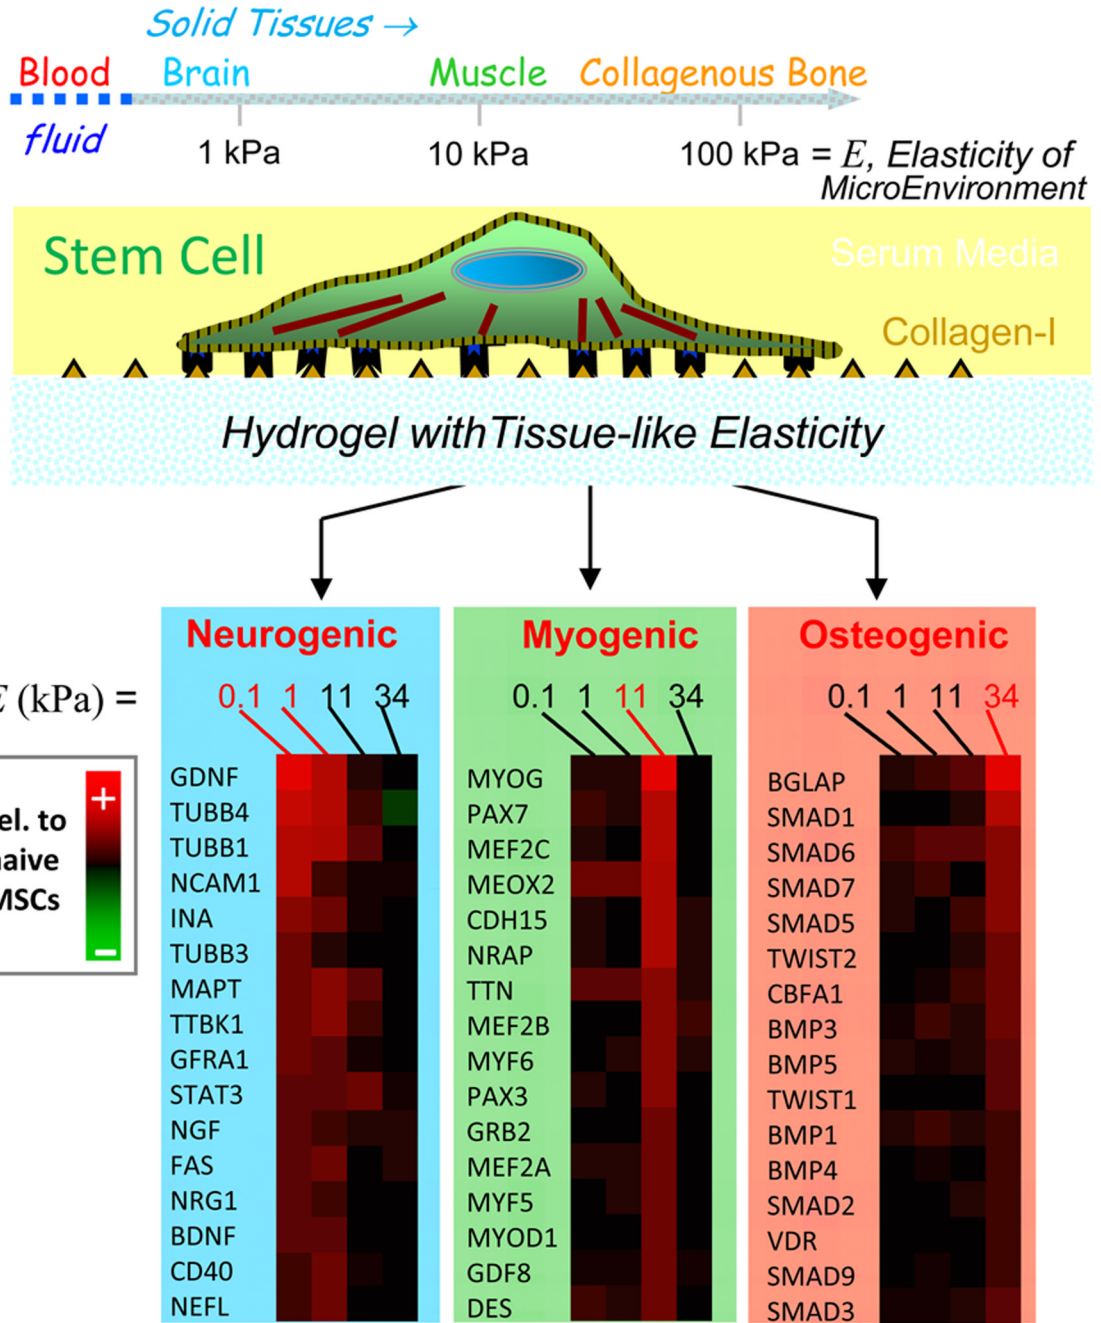 Solid Tissues →
Blood Brain Muscle Collagenous Bone
fluid
1 kPa 10 kPa 100 kPa = E, Elasticity of
MicroEnvironment
Stem Cell
Serum Media
Collagen-I
Hydrogel withTissue-like Elasticity
Neurogenic Myogenic Osteogenic
E (kPa) =
0.1 1 11 34
0.1 1 11 34
0.1 1 11 34
+
el. to
aive
MSCs
–
GDNF
TUBB4
TUBB1
NCAM1
INA
TUBB3
MAPT
TTBK1
GFRA1
STAT3
NGF
FAS
NRG1
BDNF
CD40
NEFL
MYOG
PAX7
MEF2C
MEOX2
CDH15
NRAP
TTN
MEF2B
MYF6
PAX3
GRB2
MEF2A
MYF5
MYOD1
GDF8
DES
BGLAP
SMAD1
SMAD6
SMAD7
SMAD5
TWIST2
CBFA1
BMP3
BMP5
TWIST1
BMP1
BMP4
SMAD2
VDR
SMAD9
SMAD3